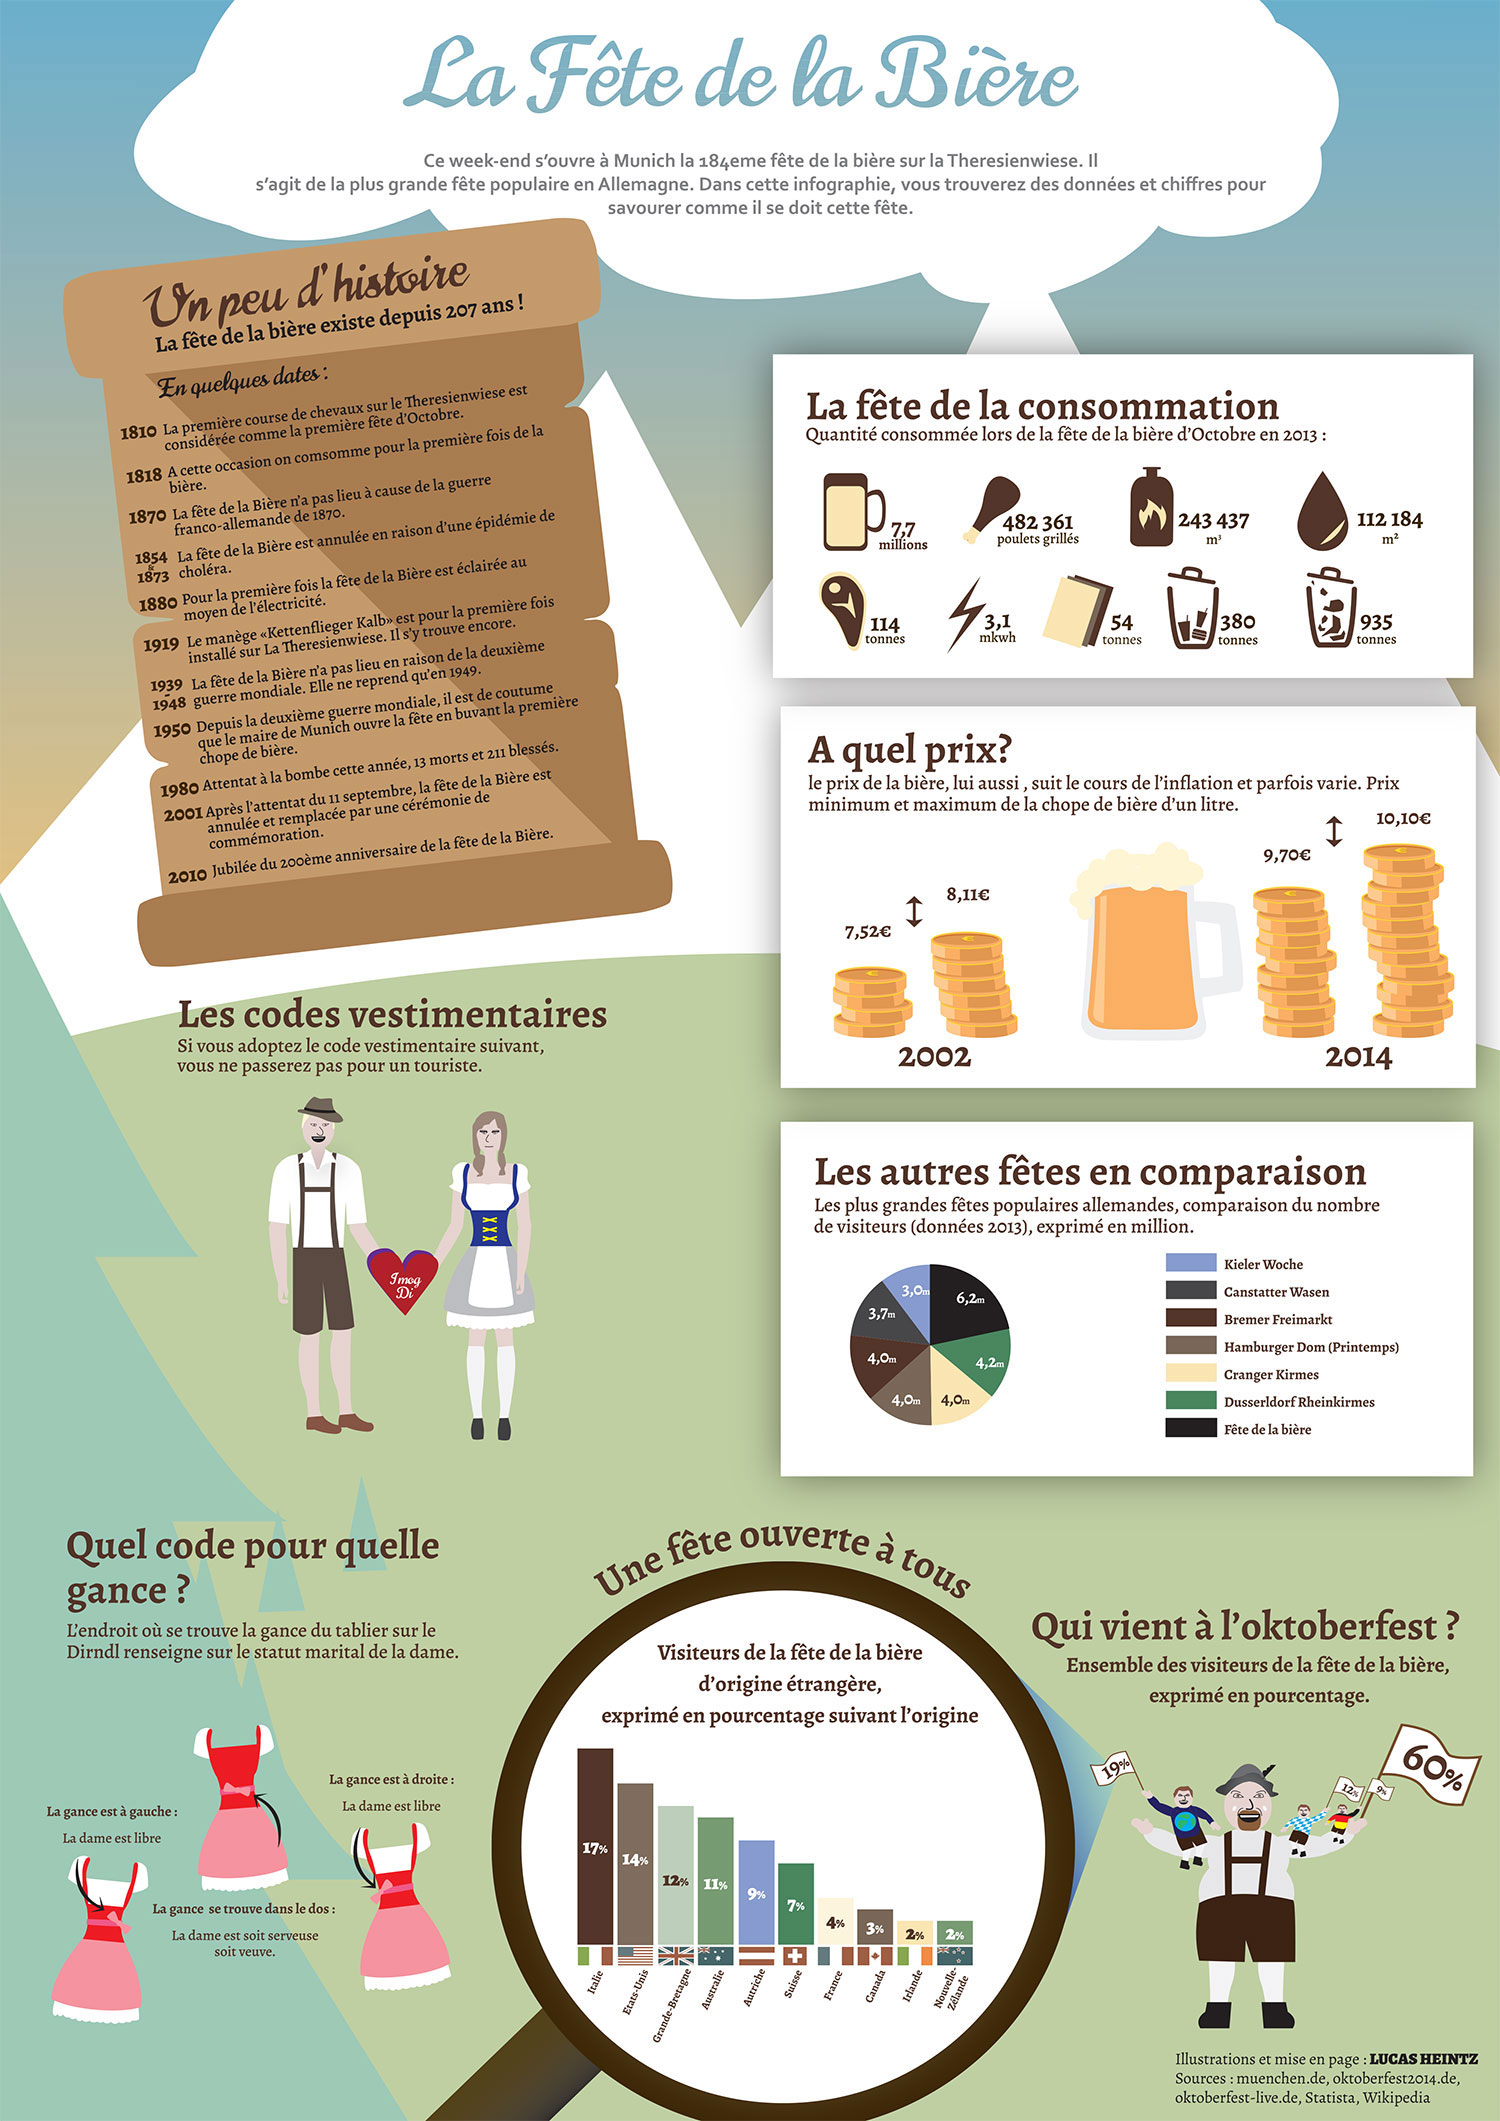 La Fête de la Bière
Ce week-end s'ouvre à Munich la 184eme fête de la bière sur la Theresienwiese. Il
s'agit de la plus grande fête populaire en Allemagne. Dans cette infographie, vous trouverez des données et chiffres pour
savourer comme il se doit cette fête.
Un peu d'histoire
La fête de la bière existe depuis 207 ans !
En quelques dates :
1810 La première course de chevaux sur le Theresienwiese est
considérée comme la première fête d'Octobre.
1818 A cette occasion on comsomme pour la première fois de la
bière.
1870 La fête de la Bière n'a pas lieu à cause de la guerre
franco-allemande de 1870.
1854 & 1873 La fête de la Bière est annulée en raison d'une épidémie de
choléra.
1880 Pour la première fois la fête de la Bière est éclairée au
moyen de l'électricité.
1919 Le manège «Kettenflieger Kalb» est pour la première fois
installé sur La Theresienwiese. Il s'y trouve encore.
1939 - 1948 La fête de la Bière n'a pas lieu en raison de la deuxième
guerre mondiale. Elle ne reprend qu'en 1949.
1950 Depuis la deuxième guerre mondiale, il est de coutume
que le maire de Munich ouvre la fête en buvant la première
chope de bière.
1980 Attentat à la bombe cette année, 13 morts et 211 blessés.
2001 Après l'attentat du 11 septembre, la fête de la Bière est
annulée et remplacée par une cérémonie de
commémoration.
2010 Jubilée du 200ème anniversaire de la fête de la Bière.
La fête de la consommation
Quantité consommée lors de la fête de la bière d'Octobre en 2013 :
7,7
millions
482 361
poulets grillés
243 437
m³
112 184
m²
114
tonnes
3,1
mkwh
54
tonnes
380
tonnes
935
tonnes
A quel prix?
le prix de la bière, lui aussi , suit le cours de l'inflation et parfois varie. Prix
minimum et maximum de la chope de bière d'un litre.
7,52€
8,11€
9,70€
10,10€
2002
2014
Les codes vestimentaires
Si vous adoptez le code vestimentaire suivant,
vous ne passerez pas pour un touriste.
Imog
Di
Les autres fêtes en comparaison
Les plus grandes fêtes populaires allemandes, comparaison du nombre
de visiteurs (données 2013), exprimé en million.
3,0m
6,2m
3,7m
4,0m
4,2m
4,0m
4,0m
Kieler Woche
Canstatter Wasen
Bremer Freimarkt
Hamburger Dom (Printemps)
Cranger Kirmes
Dusserldorf Rheinkirmes
Fête de la bière
Quel code pour quelle
gance ?
L'endroit où se trouve la gance du tablier sur le
Dirndl renseigne sur le statut marital de la dame.
La gance est à gauche :
La dame est libre
La gance est à droite :
La dame est libre
La gance se trouve dans le dos :
La dame est soit serveuse
soit veuve.
Une fête ouverte à tous
Visiteurs de la fête de la bière
d'origine étrangère,
exprimé en pourcentage suivant l'origine
17%
14%
12%
11%
9%
7%
4%
3%
2%
2%
Italie
Etats-Unis
Grande-Bretagne
Australie
Autriche
Suisse
France
Canada
Irlande
Nouvelle-
Zélande
Qui vient à l'oktoberfest ?
Ensemble des visiteurs de la fête de la bière,
exprimé en pourcentage.
19%
12%
9%
60%
Illustrations et mise en page : LUCAS HEINTZ
Sources : muenchen.de, oktoberfest2014.de,
oktoberfest-live.de, Statista, Wikipedia